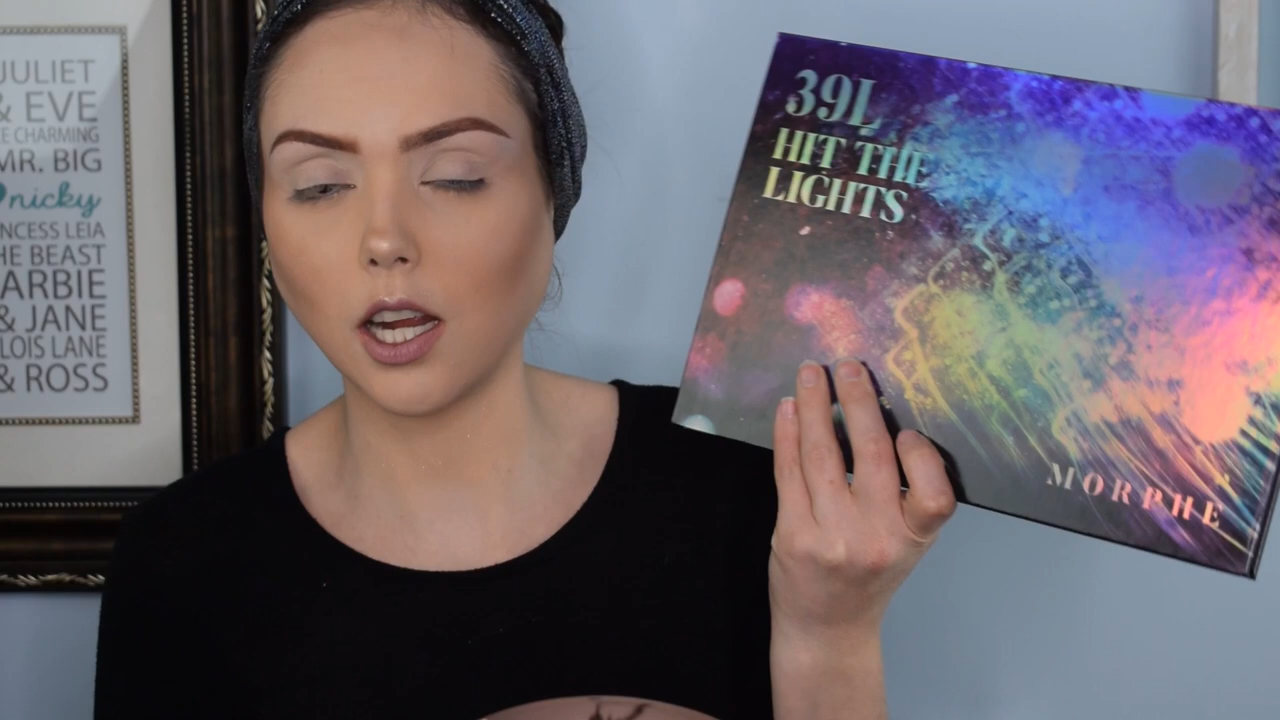 JULIET
& EVE
CHARMING
MR. BIG
nicky
NCESS LEIA
HE BEAST
ARBIE
& JANE
LOIS LANE
& ROSS
39L
HIT THE
LIGHTS
MORPHE